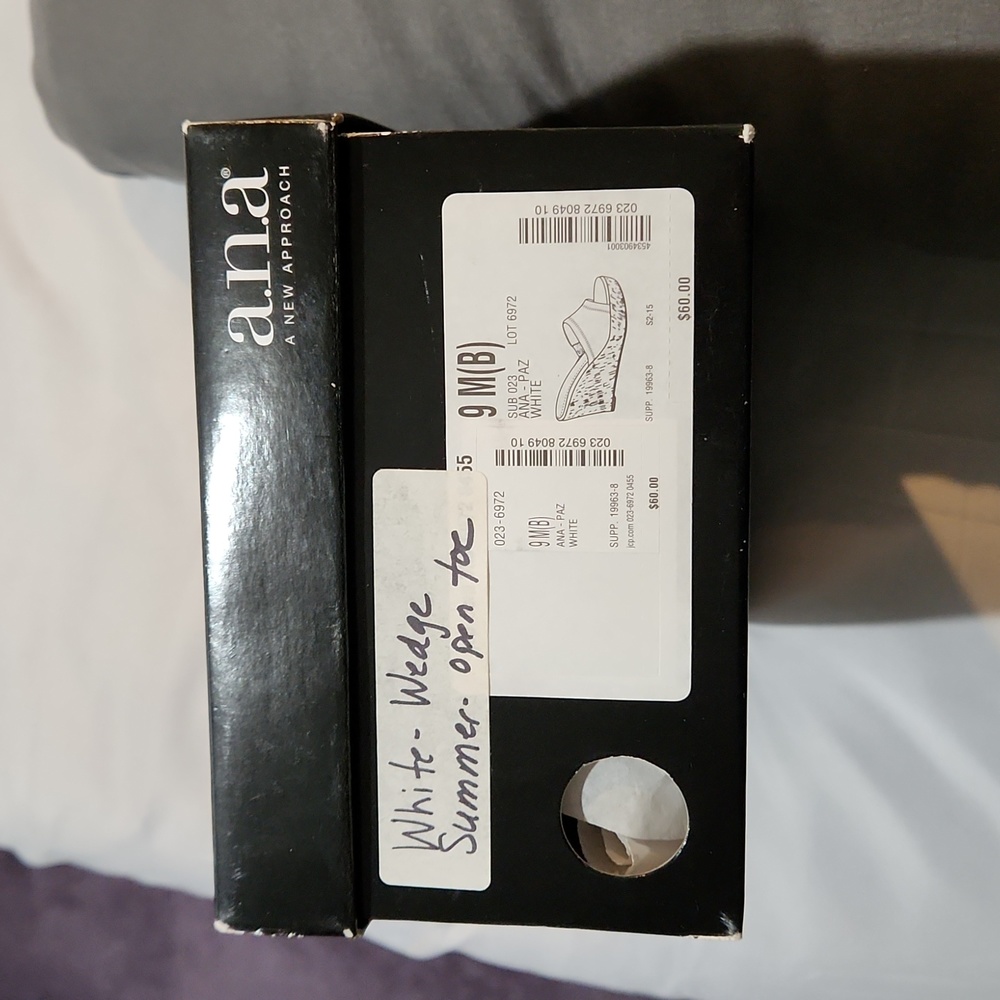 a.n.a®
A NEW APPROACH
023 6972 8049 10
45349030001
9 M(B)
LOT 6972
SUB 023
ANA - PAZ
WHITE
S2-15
SUPP. 19963-8
$60.00
55
023 6972 8049 10
023-6972
9 M(B)
ANA - PAZ
WHITE
SUPP. 19963-8
jcp.com 023-6972 0455
$60.00
White - Wedge
Summer - open toe